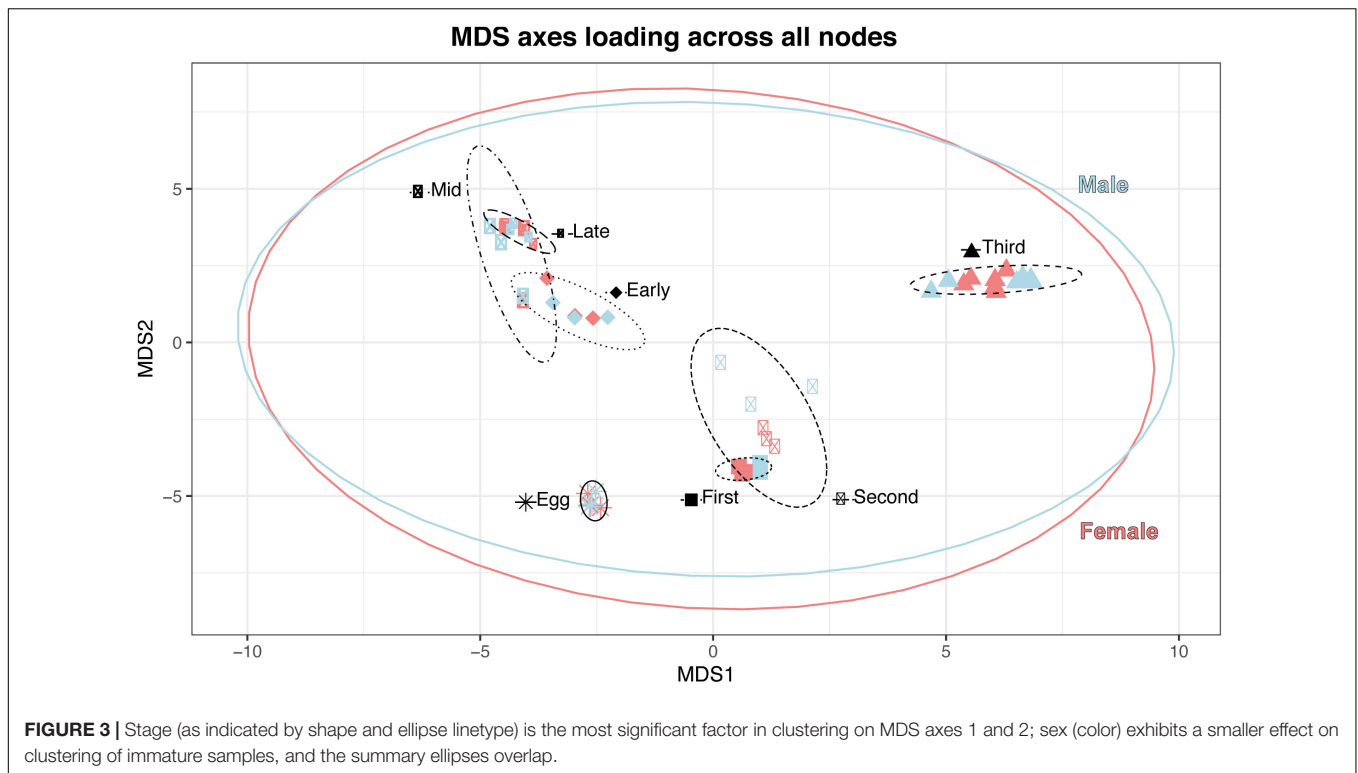 MDS axes loading across all nodes
MDS2
5
0
−5
Mid
Late
Early
Male
Third
Egg
First
Second
Female
−10
−5
0
5
10
MDS1
FIGURE 3 | Stage (as indicated by shape and ellipse linetype) is the most significant factor in clustering on MDS axes 1 and 2; sex (color) exhibits a smaller effect on
clustering of immature samples, and the summary ellipses overlap.